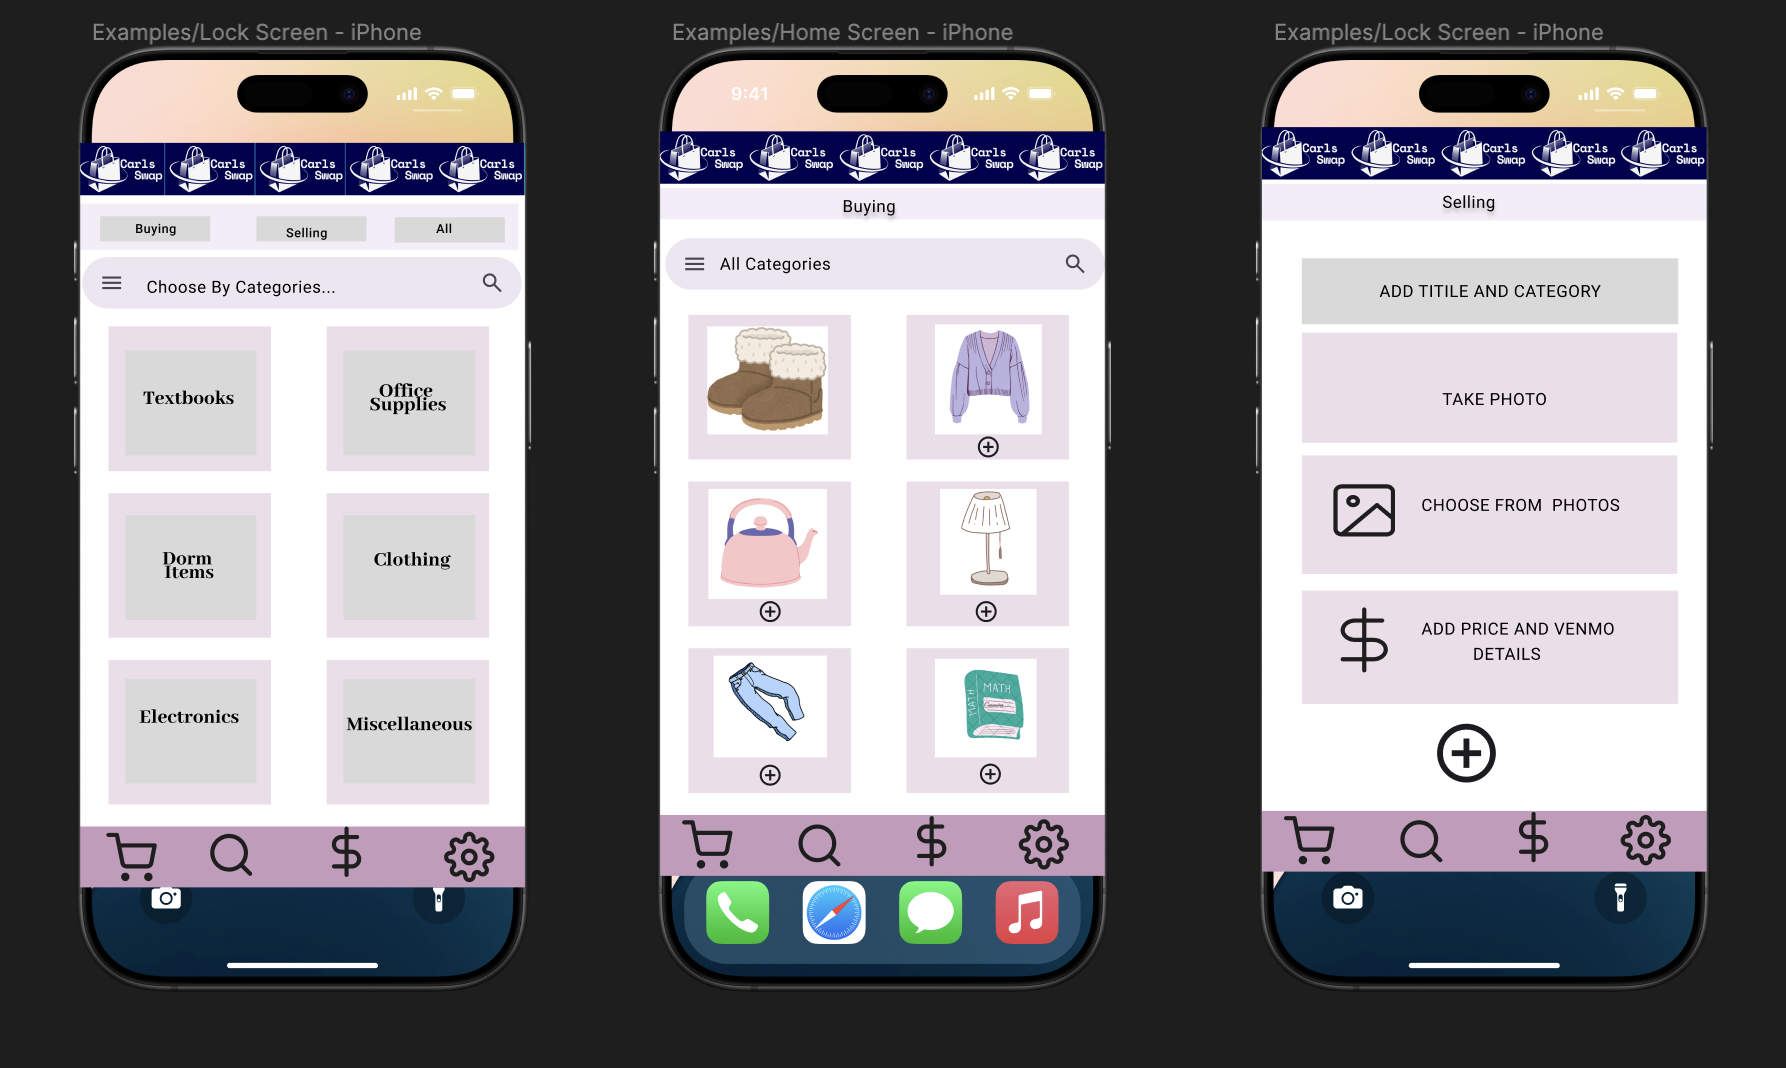 Examples/Lock Screen - iPhone
Carls
Swap
Carls
Swap
Carls
Swap
Carls
Swap
Carls
Swap
Buying
Selling
All
Choose By Categories...
Textbooks
Office
Supplies
Dorm
Items
Clothing
Electronics
Miscellaneous
Examples/Home Screen - iPhone
9:41
Carls
Swap
Carls
Swap
Carls
Swap
Carls
Swap
Carls
Swap
Buying
All Categories
MATH
MATH
Examples/Lock Screen - iPhone
Carls
Swap
Carls
Swap
Carls
Swap
Carls
Swap
Carls
Swap
Selling
ADD TITILE AND CATEGORY
TAKE PHOTO
CHOOSE FROM  PHOTOS
ADD PRICE AND VENMO
DETAILS